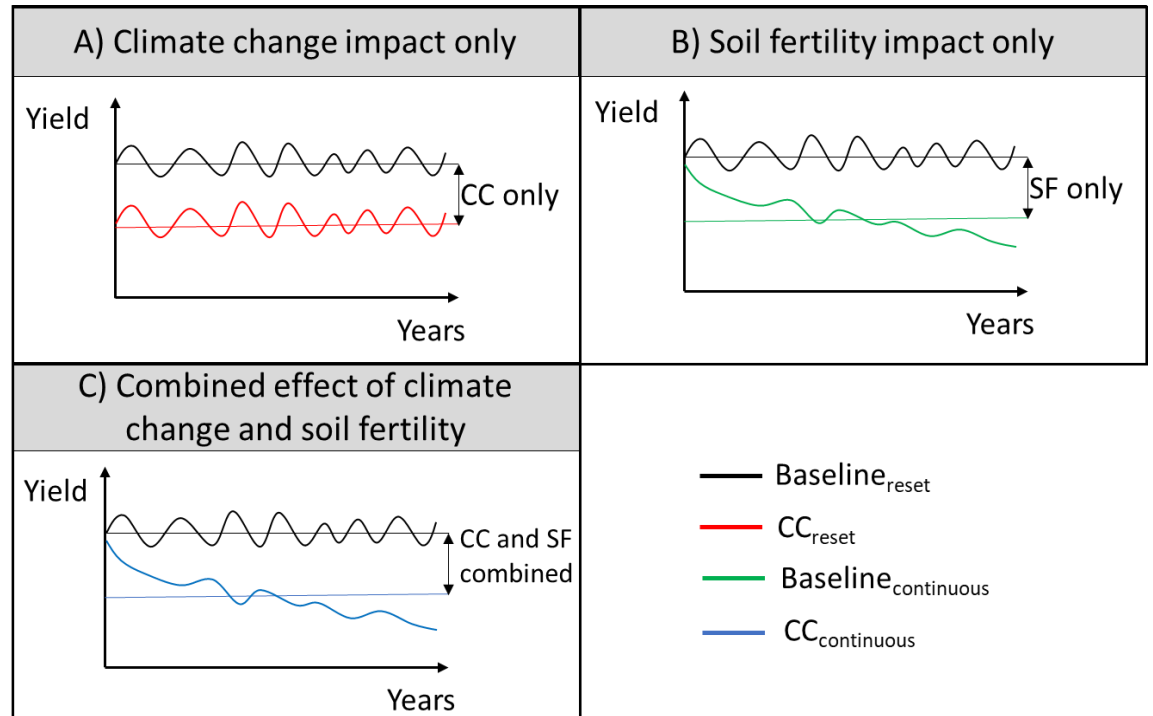 A) Climate change impact only
Yield
CC only
Years
B) Soil fertility impact only
Yield
SF only
Years
C) Combined effect of climate
change and soil fertility
Yield
CC and SF
combined
Years
Baselinereset
CCreset
Baselinecontinuous
CCcontinuous